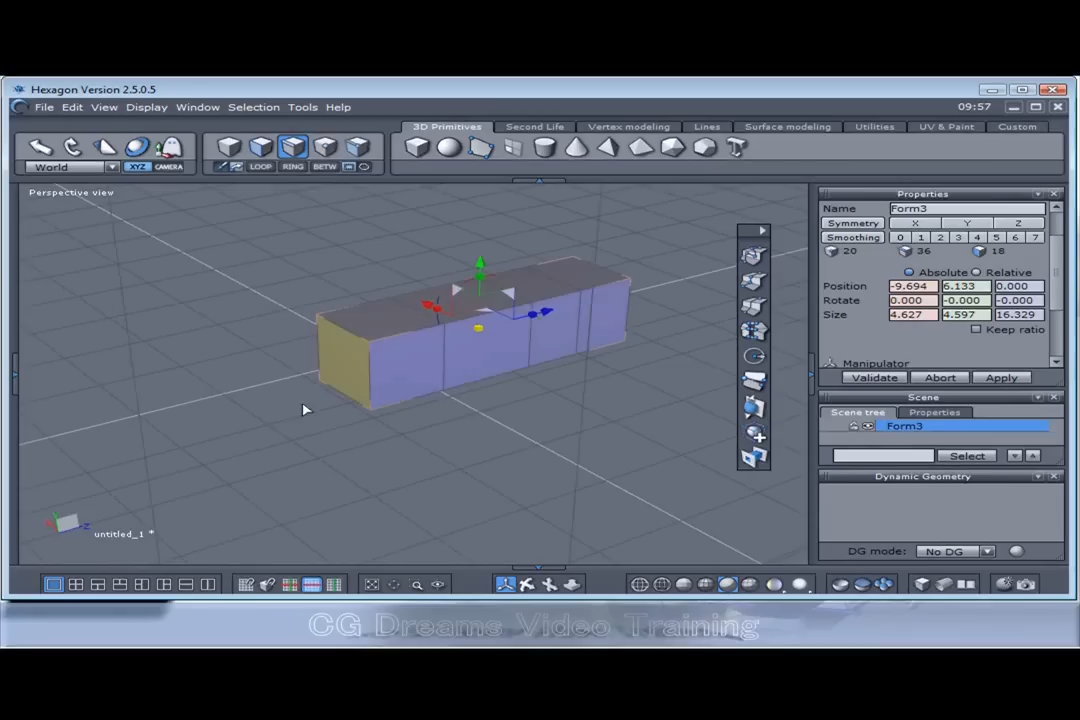 Hexagon Version 2.5.0.5
File Edit View Display Window Selection Tools Help
09:57
3D Primitives Second Life Vertex modeling Lines Surface modeling Utilities UV & Paint Custom
World XYZ CAMERA LOOP RING BETW
Perspective view
Properties
Name Form3
Symmetry X Y Z
Smoothing 0 1 2 3 4 5 6 7
20 36 18
Absolute Relative
Position -9.694 6.133 0.000
Rotate 0.000 -0.000 -0.000
Size 4.627 4.597 16.329
Keep ratio
Manipulator
Validate Abort Apply
Scene
Scene tree Properties
Form3
Select
Dynamic Geometry
DG mode: No DG
untitled_1 *
CG Dreams Video Training